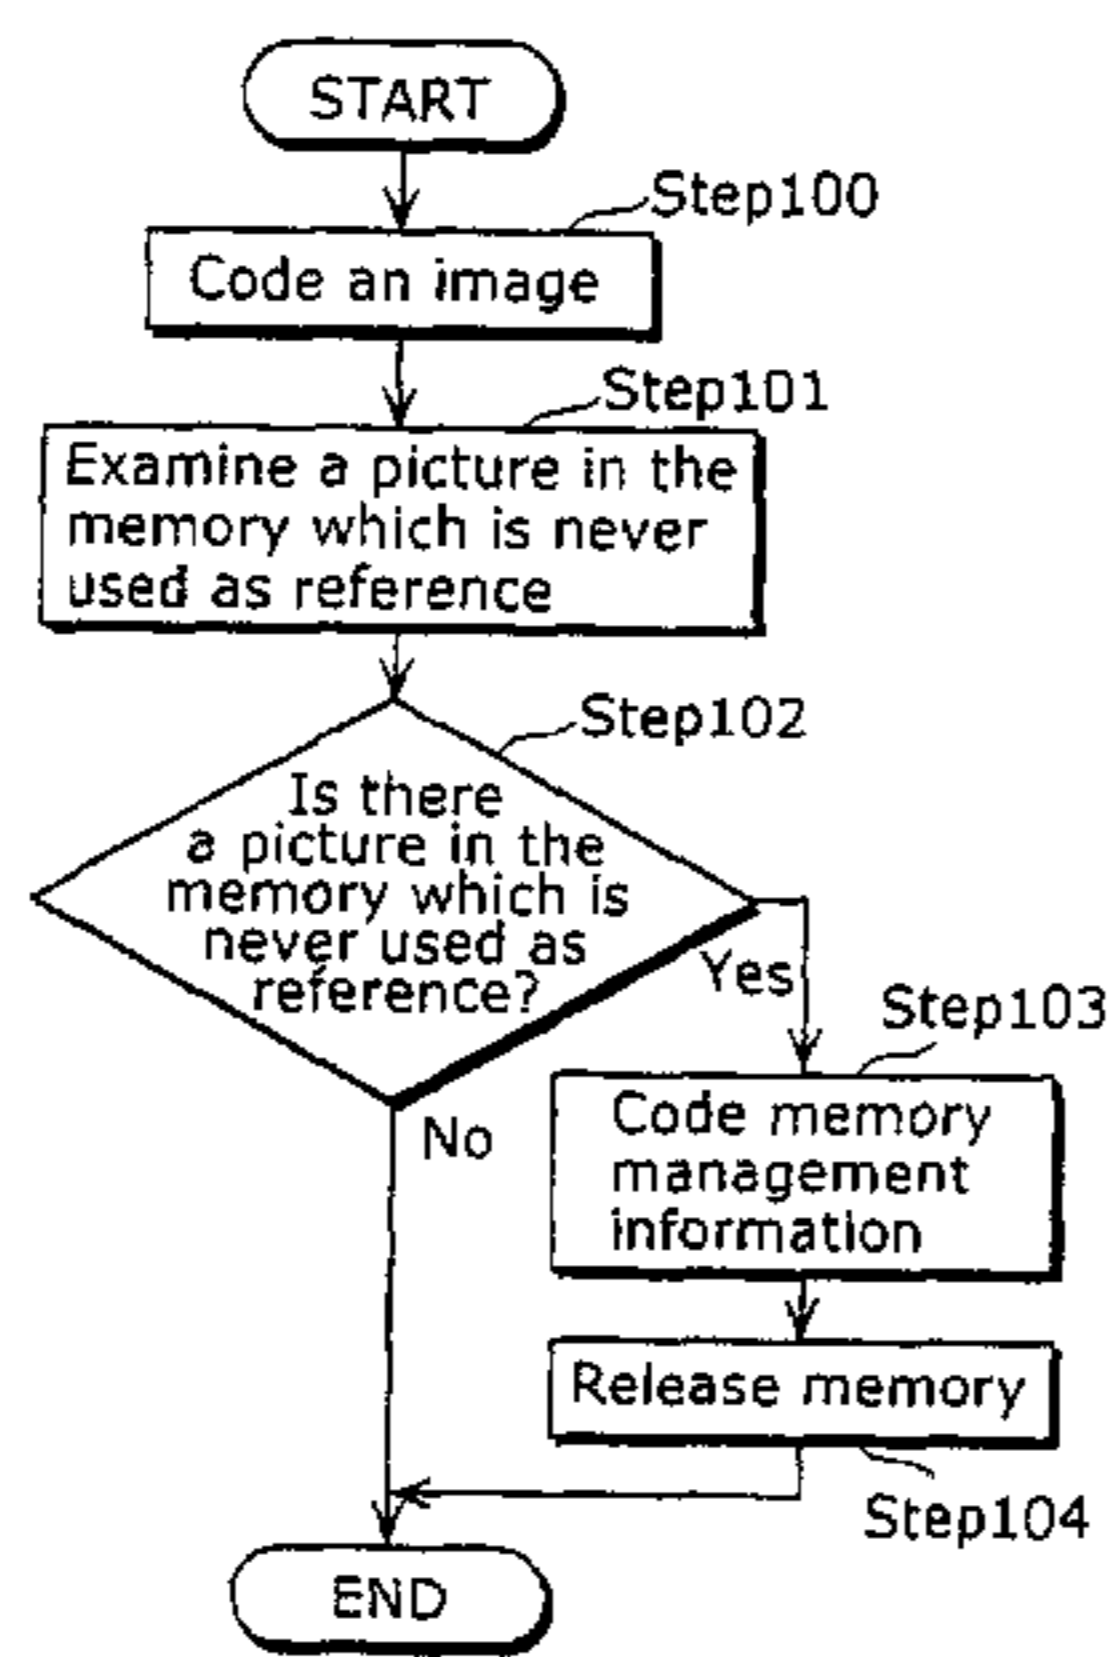 START
Step100
Code an image
Step101
Examine a picture in the
memory which is never
used as reference
Step102
Is there
a picture in the
memory which is
never used as
reference?
Yes
No
Step103
Code memory
management
information
Release memory
Step104
END